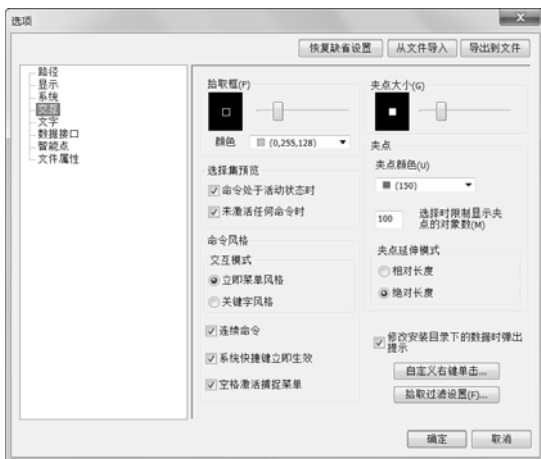 选项
恢复缺省设置 从文件导入 导出到文件
路径
显示
系统
交互
文字
数据接口
智能点
文件属性
拾取框(P)
颜色 (0,255,128)
选择集预览
命令处于活动状态时
未激活任何命令时
命令风格
交互模式
立即菜单风格
关键字风格
连续命令
系统快捷键立即生效
空格激活捕捉菜单
夹点大小(G)
夹点
夹点颜色(U)
(150)
100 选择时限制显示夹
点的对象数(M)
夹点延伸模式
相对长度
绝对长度
修改安装目录下的数据时弹出
提示
自定义右键单击...
拾取过滤设置(F)...
确定 取消